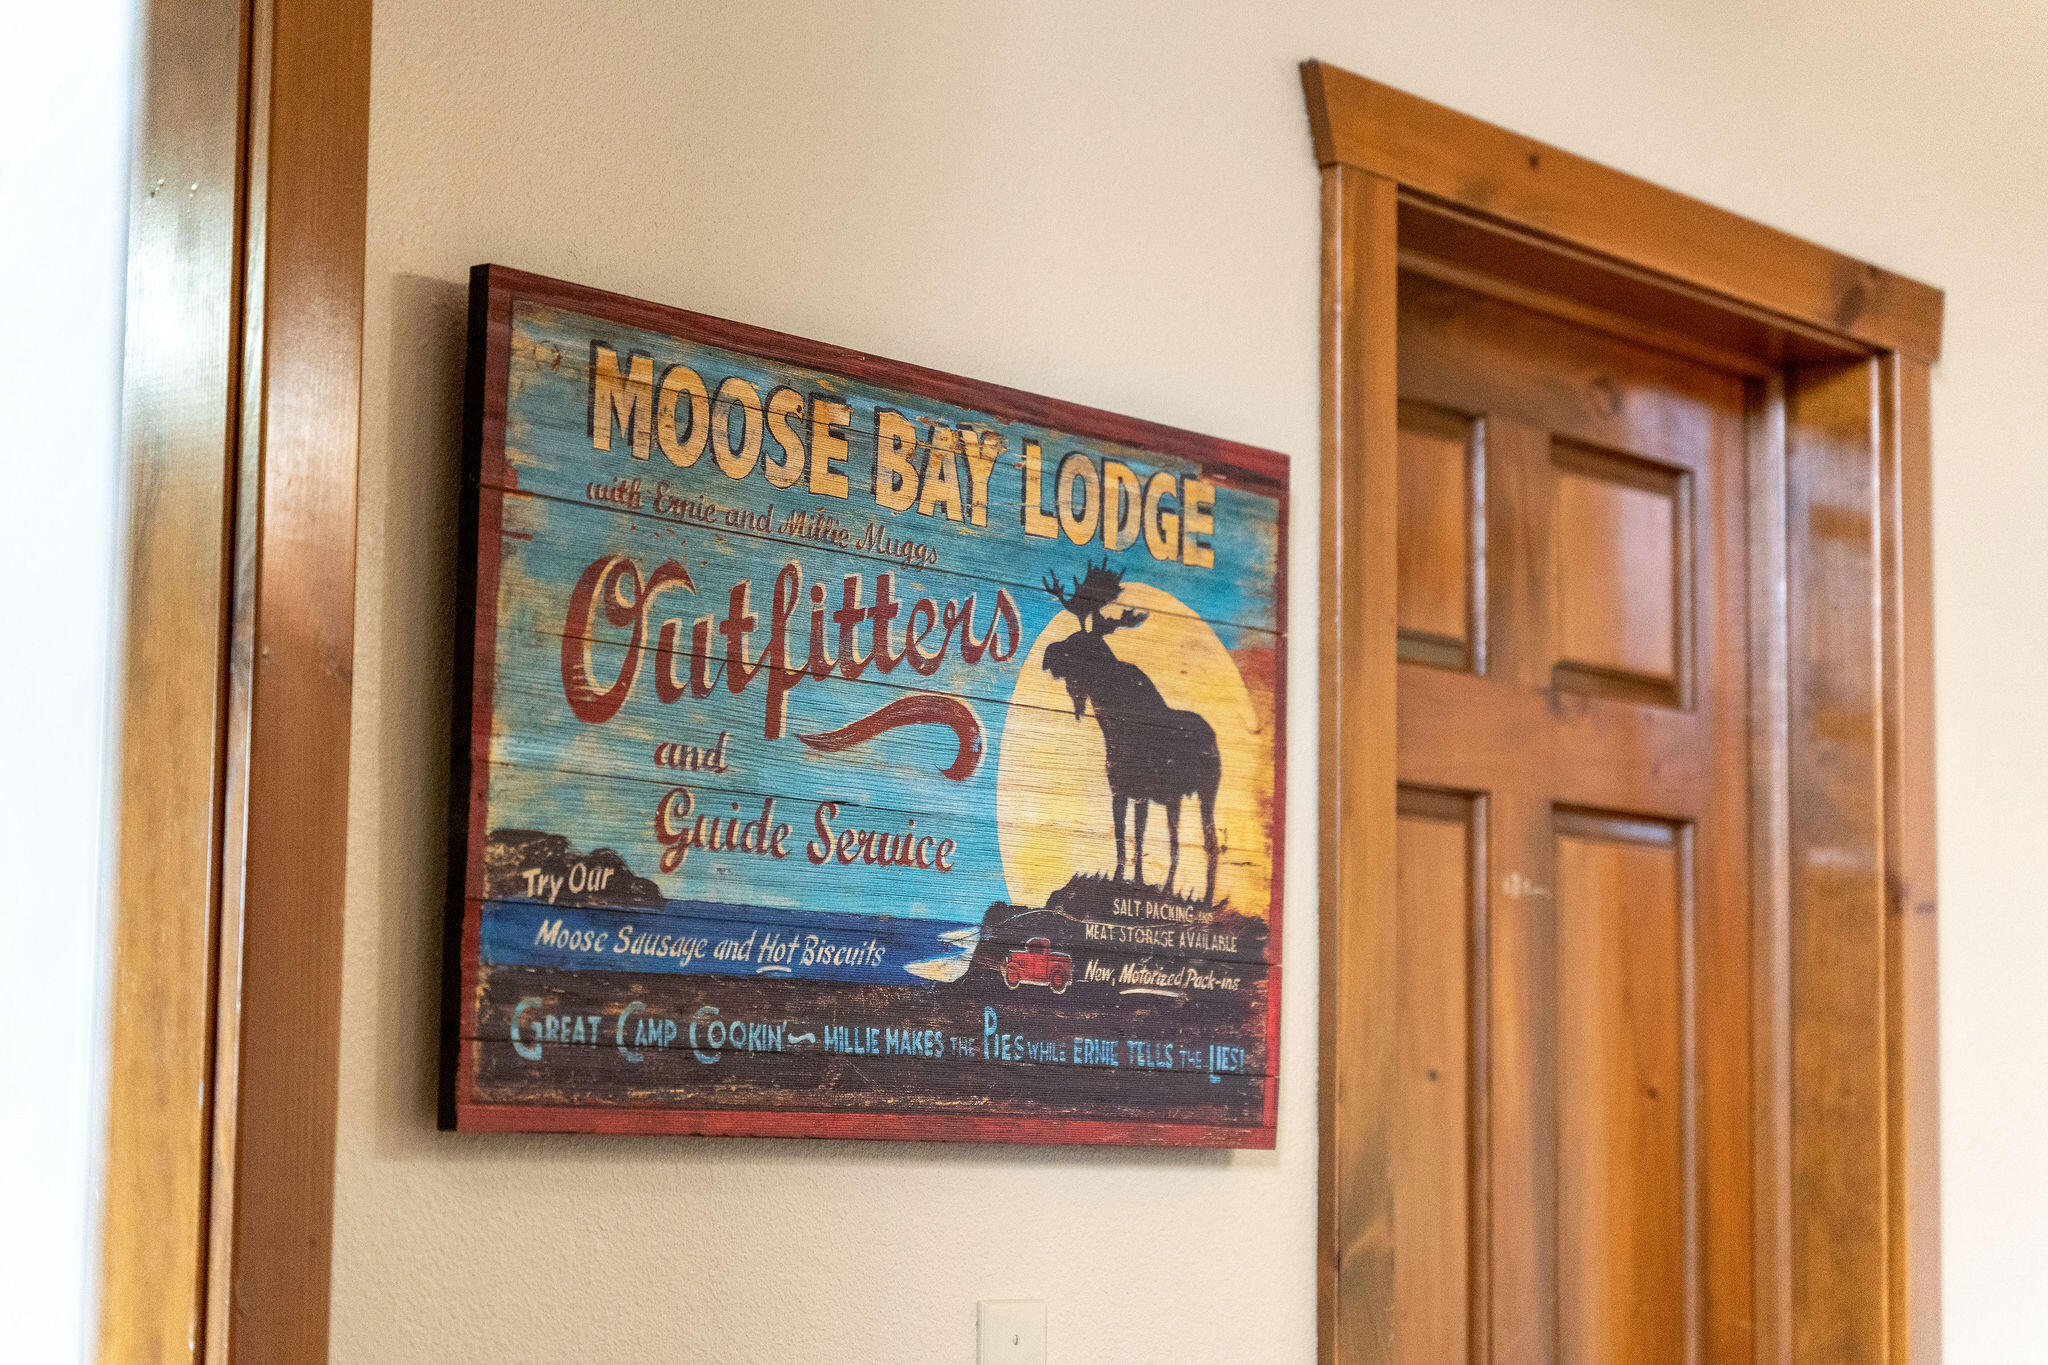 MOOSE BAY LODGE
with Ernie and Millie Muggs
Outfitters
and
Guide Service
Try Our
Moose Sausage and Hot Biscuits
SALT PACKING AND
MEAT STORAGE AVAILABLE
New, Motorized Pack-ins
GREAT CAMP COOKIN'~ MILLIE MAKES THE PIES WHILE ERNIE TELLS THE LIES!